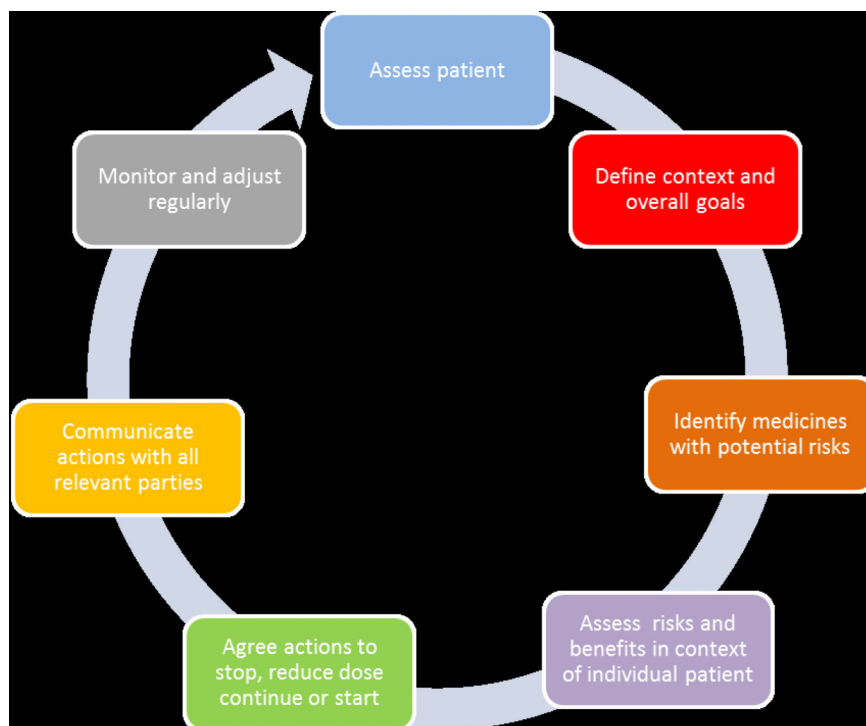 Assess patient
Define context and
overall goals
Identify medicines
with potential risks
Assess risks and
benefits in context
of individual patient
Agree actions to
stop, reduce dose
continue or start
Communicate
actions with all
relevant parties
Monitor and adjust
regularly